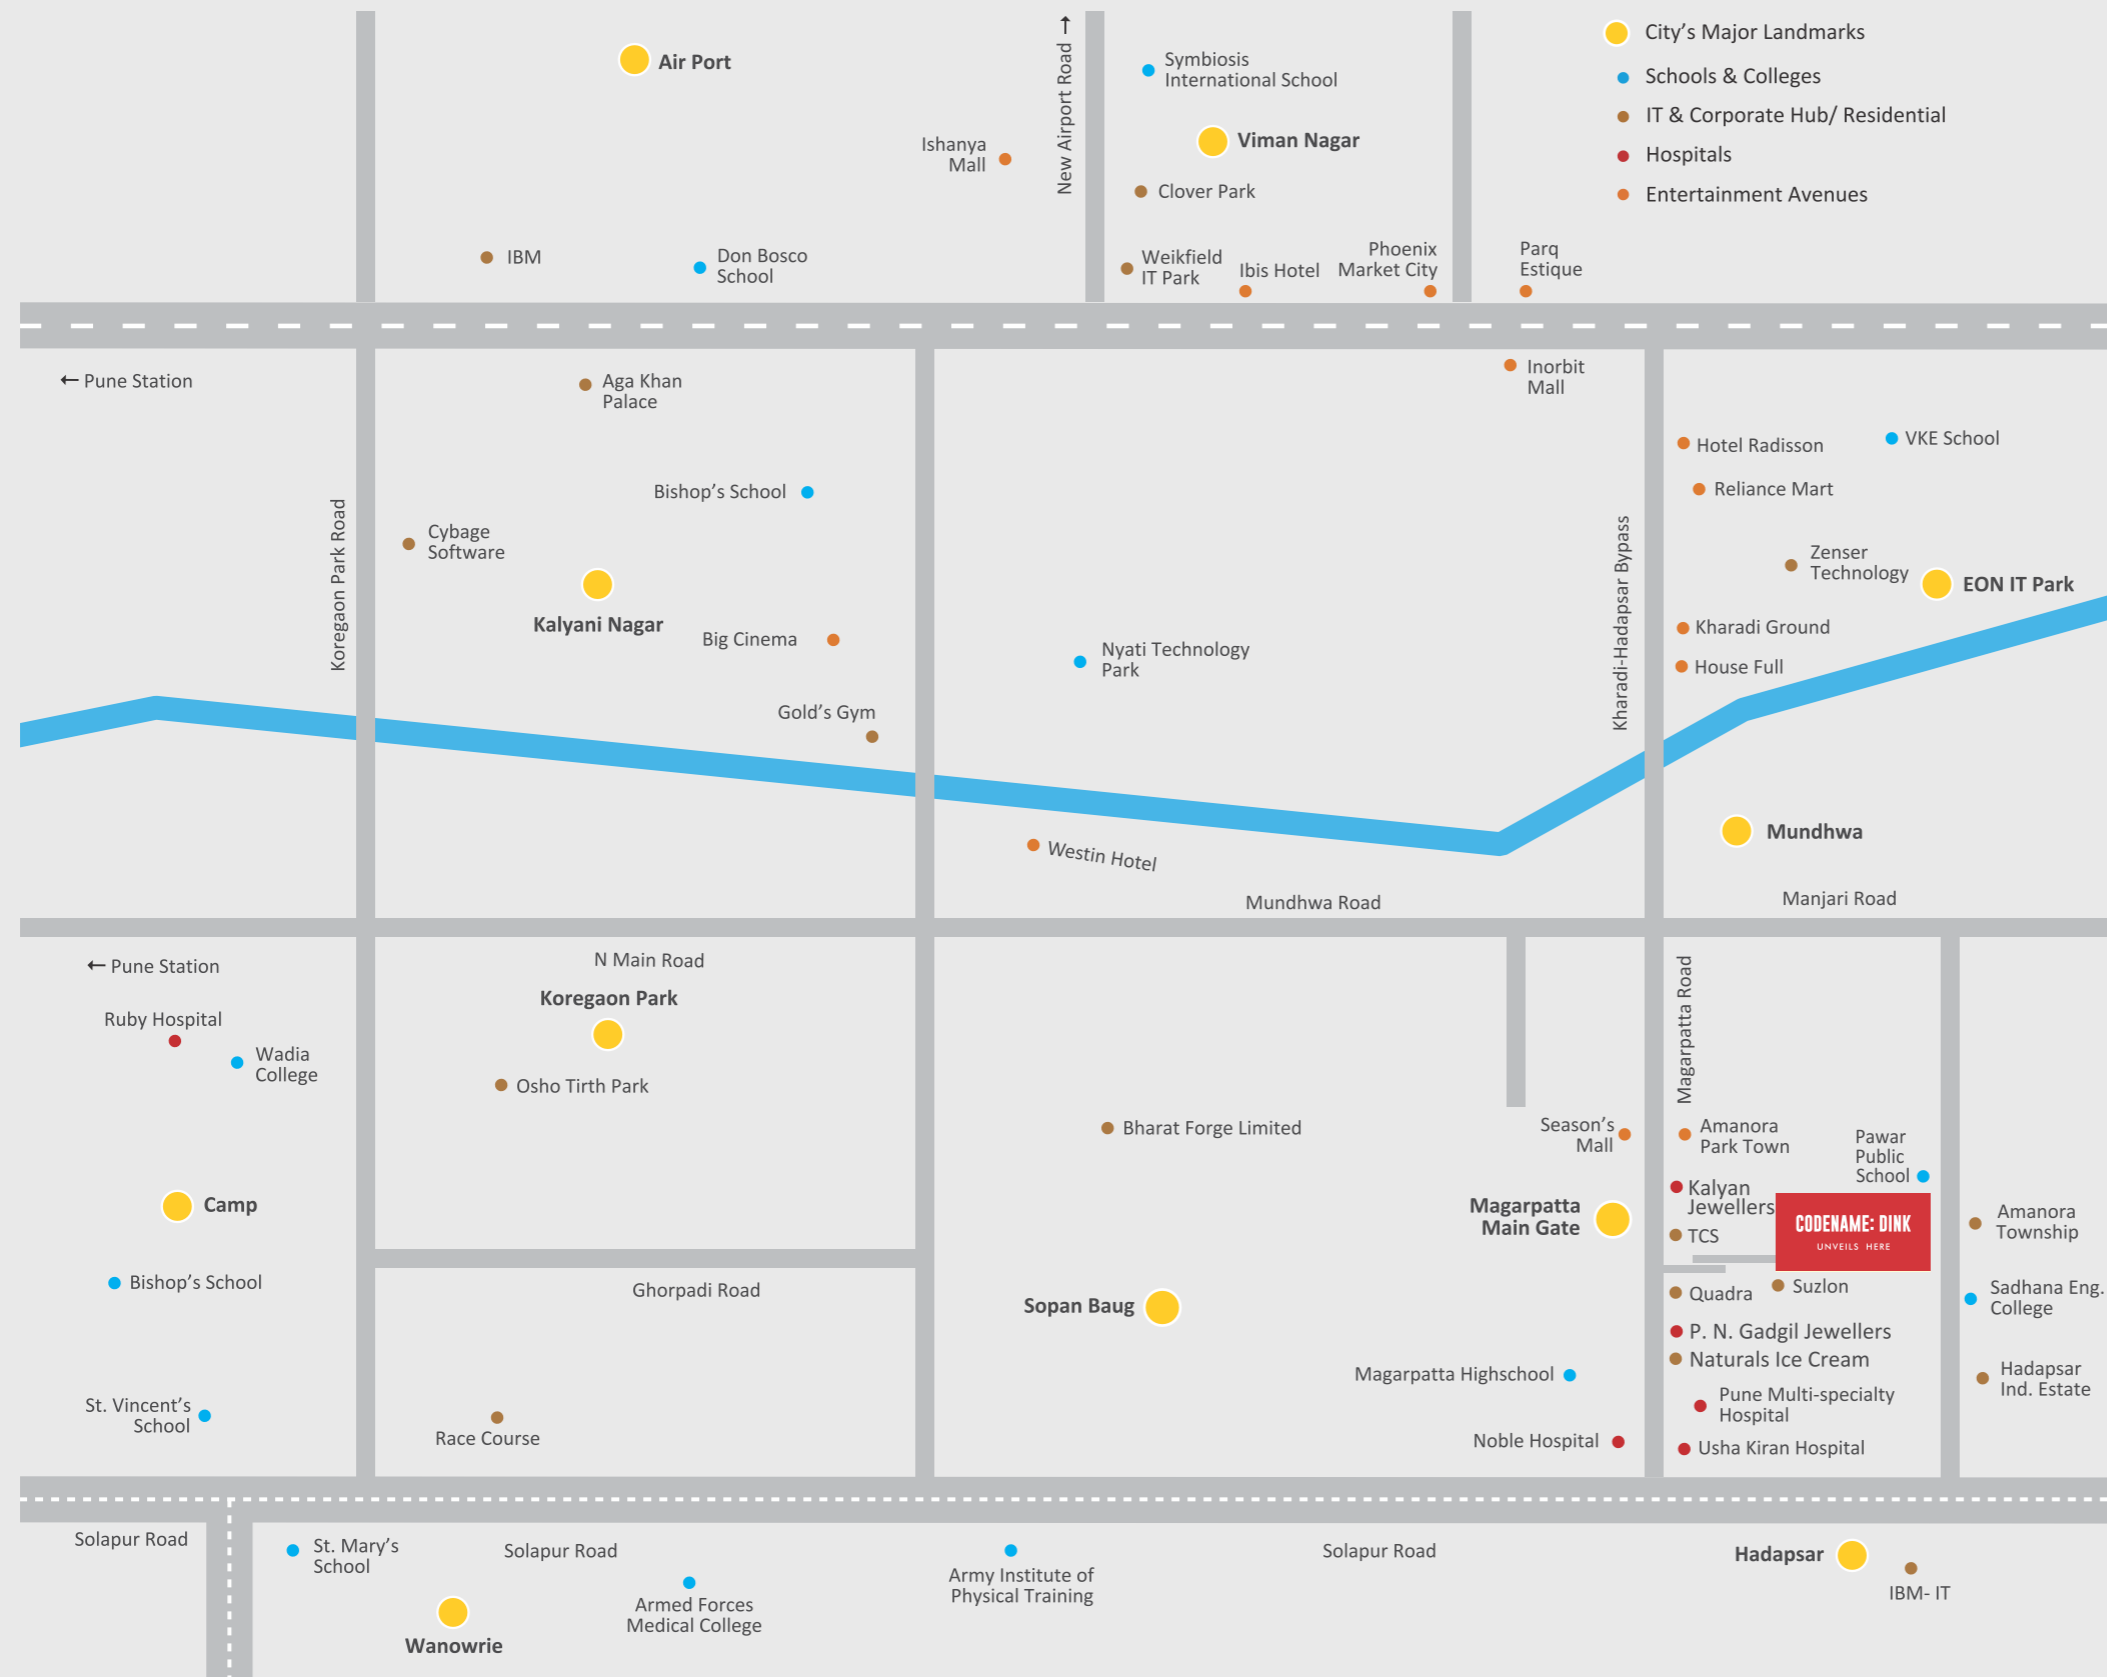 Air Port
New Airport Road →
Symbiosis
International School
City's Major Landmarks
Schools & Colleges
IT & Corporate Hub/ Residential
Hospitals
Entertainment Avenues
Viman Nagar
Ishanya
Mall
Clover Park
IBM
Don Bosco
School
Weikfield
IT Park
Ibis Hotel
Phoenix
Market City
Parq
Estique
← Pune Station
Aga Khan
Palace
Inorbit
Mall
Hotel Radisson
VKE School
Bishop's School
Reliance Mart
Koregaon Park Road
Cybage
Software
Kharadi-Hadapsar Bypass
Zenser
Technology
EON IT Park
Kalyani Nagar
Big Cinema
Nyati Technology
Park
Kharadi Ground
House Full
Gold's Gym
Mundhwa
Westin Hotel
Mundhwa Road
Manjari Road
← Pune Station
N Main Road
Koregaon Park
Magarpatta Road
Ruby Hospital
Wadia
College
Osho Tirth Park
Bharat Forge Limited
Season's
Mall
Amanora
Park Town
Pawar
Public
School
Kalyan
Jewellers
Camp
Magarpatta
Main Gate
TCS
CODENAME: DINK
UNVEILS HERE
Amanora
Township
Bishop's School
Ghorpadi Road
Sopan Baug
Quadra
Suzlon
Sadhana Eng.
College
P. N. Gadgil Jewellers
Naturals Ice Cream
Magarpatta Highschool
Hadapsar
Ind. Estate
St. Vincent's
School
Race Course
Pune Multi-specialty
Hospital
Noble Hospital
Usha Kiran Hospital
Solapur Road
St. Mary's
School
Solapur Road
Army Institute of
Physical Training
Solapur Road
Hadapsar
IBM- IT
Armed Forces
Medical College
Wanowrie